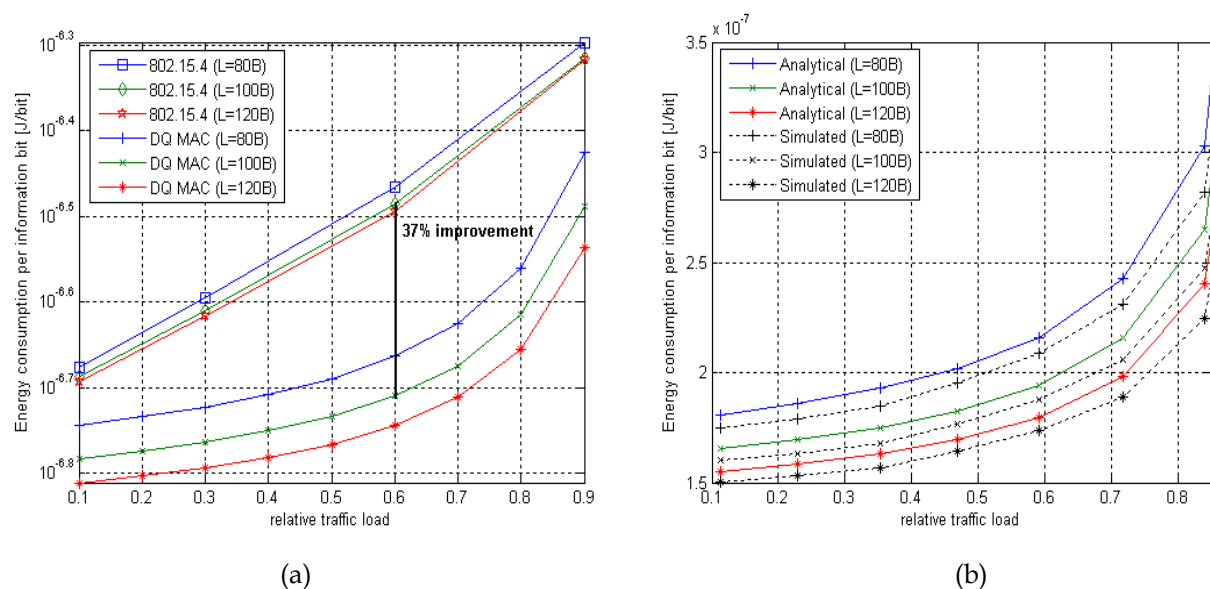 Energy consumption per information bit [J/bit]
10^-6.3
10^-6.4
10^-6.5
10^-6.6
10^-6.7
10^-6.8
802.15.4 (L=80B)
802.15.4 (L=100B)
802.15.4 (L=120B)
DQ MAC (L=80B)
DQ MAC (L=100B)
DQ MAC (L=120B)
37% improvement
0.1 0.2 0.3 0.4 0.5 0.6 0.7 0.8 0.9
relative traffic load
(a)
x 10^-7
Energy consumption per information bit [J/bit]
3.5
3
2.5
2
1.5
Analytical (L=80B)
Analytical (L=100B)
Analytical (L=120B)
Simulated (L=80B)
Simulated (L=100B)
Simulated (L=120B)
0.1 0.2 0.3 0.4 0.5 0.6 0.7 0.8
relative traffic load
(b)